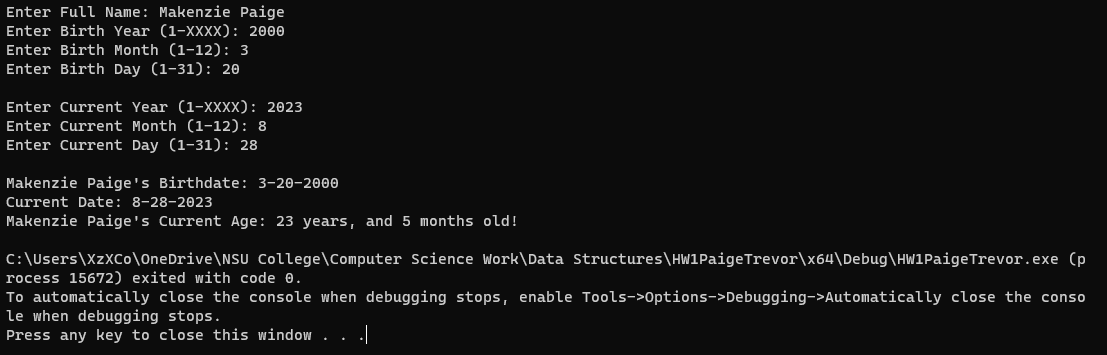 Enter Full Name: Makenzie Paige
Enter Birth Year (1-XXXX): 2000
Enter Birth Month (1-12): 3
Enter Birth Day (1-31): 20
Enter Current Year (1-XXXX): 2023
Enter Current Month (1-12): 8
Enter Current Day (1-31): 28
Makenzie Paige's Birthdate: 3-20-2000
Current Date: 8-28-2023
Makenzie Paige's Current Age: 23 years, and 5 months old!
C:\Users\XzXCo\OneDrive\NSU College\Computer Science Work\Data Structures\HW1PaigeTrevor\x64\Debug\HW1PaigeTrevor.exe (p
rocess 15672) exited with code 0.
To automatically close the console when debugging stops, enable Tools->Options->Debugging->Automatically close the conso
le when debugging stops.
Press any key to close this window . . .